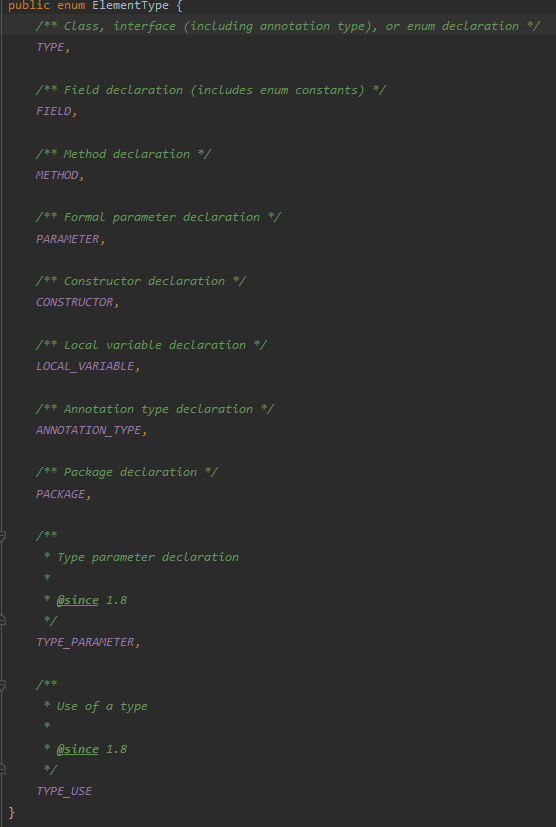 public enum ElementType {
/** Class, interface (including annotation type), or enum declaration */
TYPE,
/** Field declaration (includes enum constants) */
FIELD,
/** Method declaration */
METHOD,
/** Formal parameter declaration */
PARAMETER,
/** Constructor declaration */
CONSTRUCTOR,
/** Local variable declaration */
LOCAL_VARIABLE,
/** Annotation type declaration */
ANNOTATION_TYPE,
/** Package declaration */
PACKAGE,
/**
* Type parameter declaration
*
* @since 1.8
*/
TYPE_PARAMETER,
/**
* Use of a type
*
* @since 1.8
*/
TYPE_USE
}